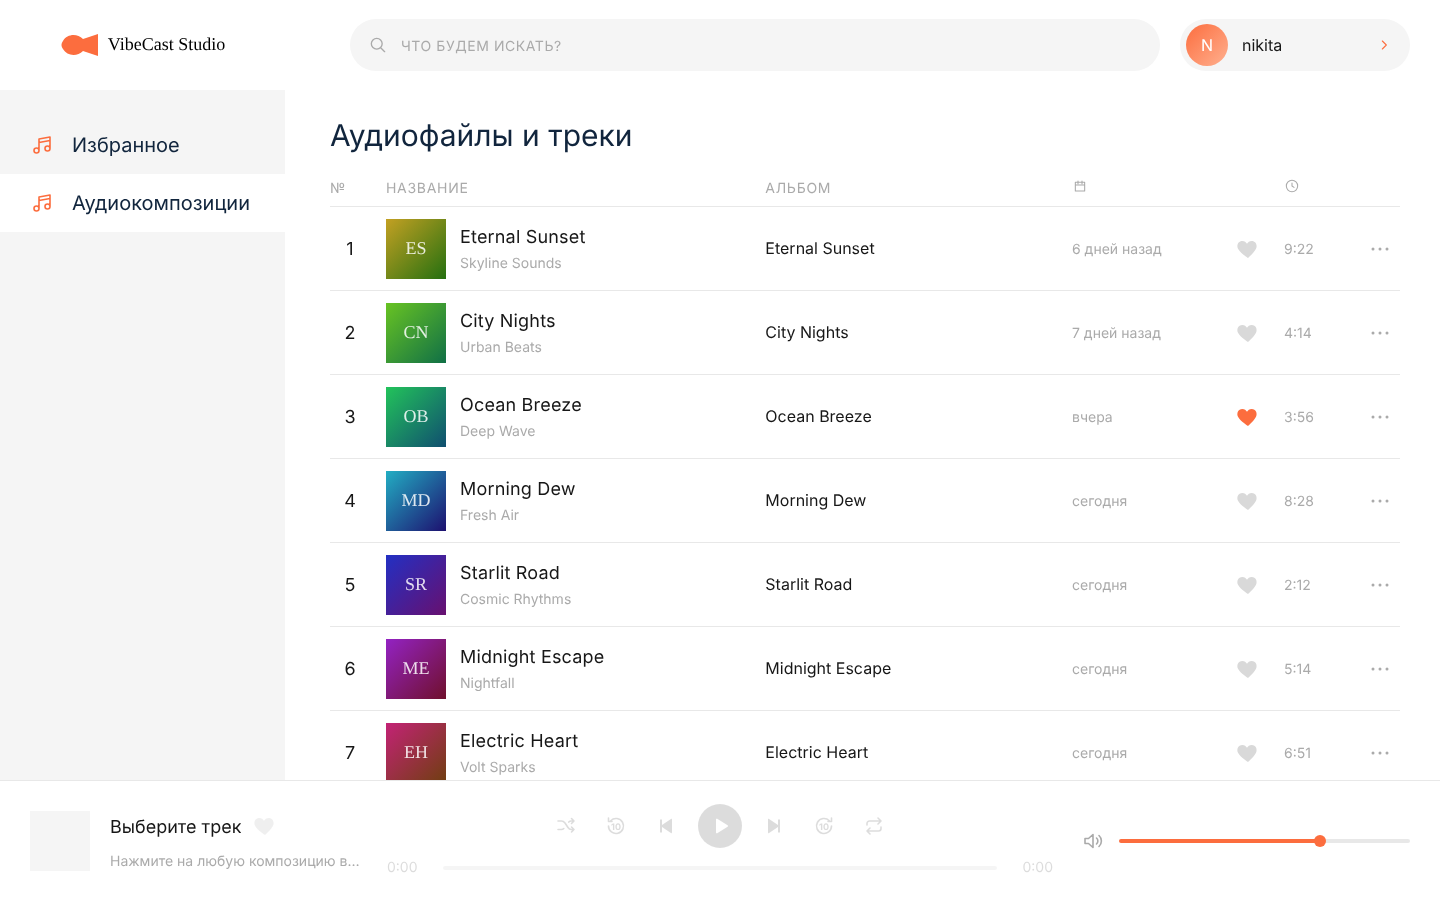 VibeCast Studio
ЧТО БУДЕМ ИСКАТЬ?
N
nikita
Избранное
Аудиокомпозиции
Аудиофайлы и треки
№ НАЗВАНИЕ АЛЬБОМ
1 ES Eternal Sunset Eternal Sunset 6 дней назад 9:22
Skyline Sounds
2 CN City Nights City Nights 7 дней назад 4:14
Urban Beats
3 OB Ocean Breeze Ocean Breeze вчера 3:56
Deep Wave
4 MD Morning Dew Morning Dew сегодня 8:28
Fresh Air
5 SR Starlit Road Starlit Road сегодня 2:12
Cosmic Rhythms
6 ME Midnight Escape Midnight Escape сегодня 5:14
Nightfall
7 EH Electric Heart Electric Heart сегодня 6:51
Volt Sparks
Выберите трек
Нажмите на любую композицию в...
10 10
0:00 0:00